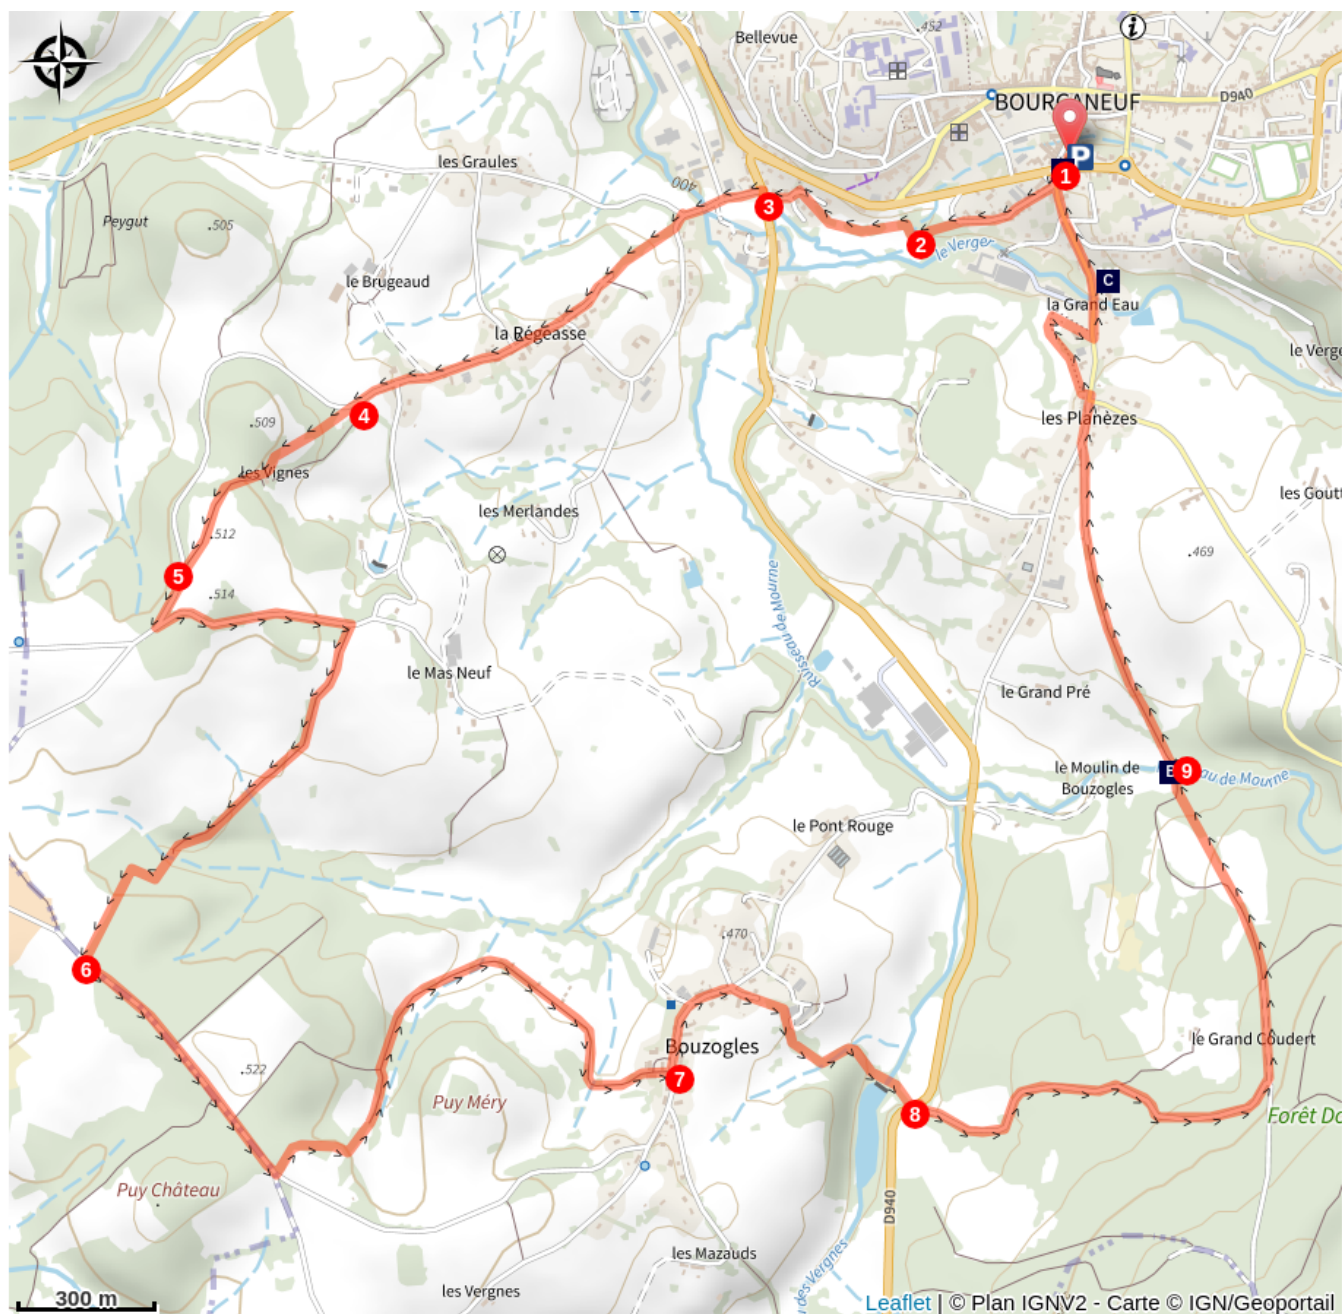 Bellevue
452
i
BOURGANEUF
D940
P
1
les Graules
400
3
2
le Verger
Peygut
505
le Brugeaud
C
la Grand Eau
la Régeasse
4
les Planèzes
509
les Vignes
les Merlandes
les Goutt
512
469
5
514
Ruisseau de Mourne
le Mas Neuf
le Grand Pré
le Moulin de
Bouzogles
9
au de Mourne
le Pont Rouge
470
6
le Grand Coudert
Bouzogles
522
7
Puy Méry
8
Forêt Do
Puy Château
D940
les Mazauds
des Vergnes
les Vergnes
300 m
Leaflet | © Plan IGNV2 - Carte © IGN/Geoportail